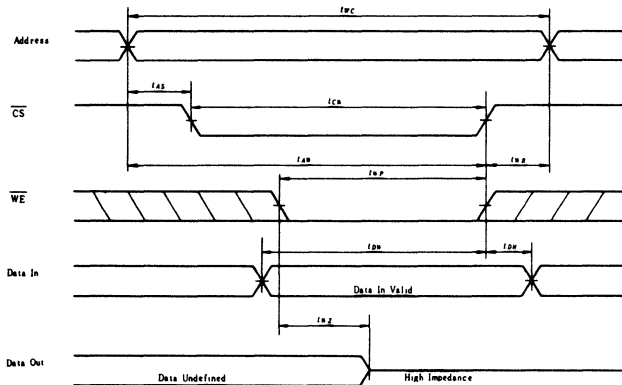 tWC
Address
tAS
tCW
CS
tAW
tWR
tWP
WE
tDW
tDH
Data In
Data In Valid
tWZ
Data Out
Data Undefined
High Impedance